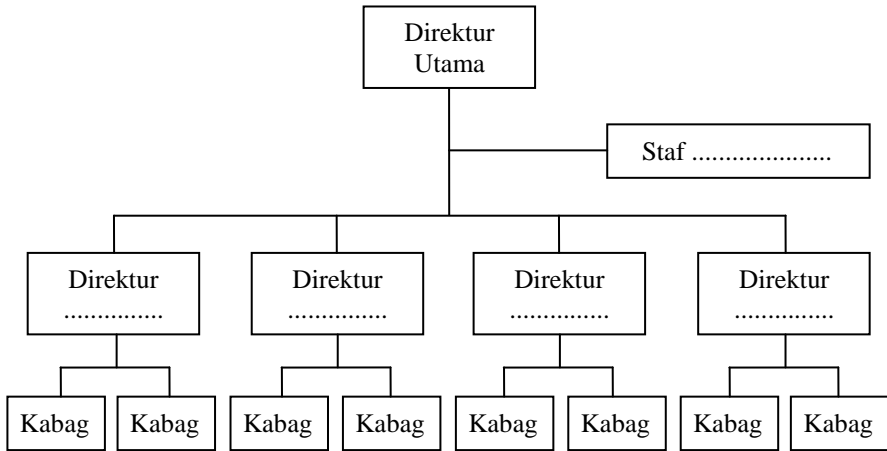 Direktur
Utama
Staf .....................
Direktur
...............
Direktur
...............
Direktur
...............
Direktur
...............
Kabag
Kabag
Kabag
Kabag
Kabag
Kabag
Kabag
Kabag